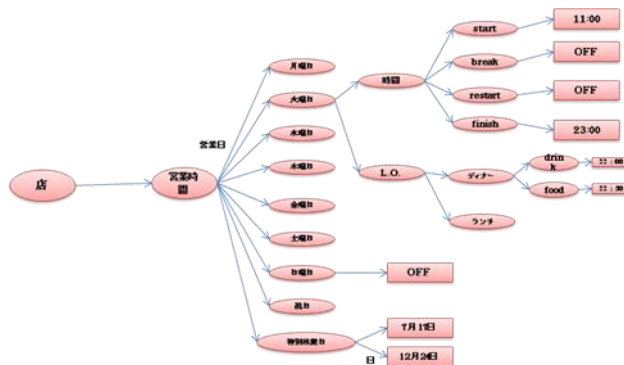 店
営業時
間
営業日
月曜日
火曜日
水曜日
木曜日
金曜日
土曜日
日曜日
祝日
特別休業日
日
時間
L.O.
start
break
restart
finish
11:00
OFF
OFF
23:00
ディナー
ランチ
drin
k
food
22:00
OFF
7月17日
12月24日